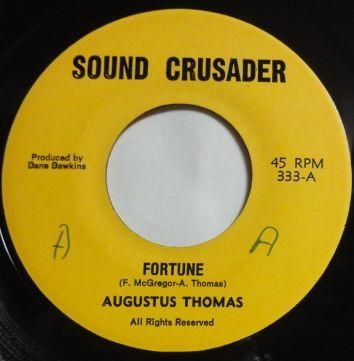 SOUND CRUSADER
Produced by
Dane Dawkins
45 RPM
333-A
A
A
FORTUNE
(F. McGregor-A. Thomas)
AUGUSTUS THOMAS
All Rights Reserved